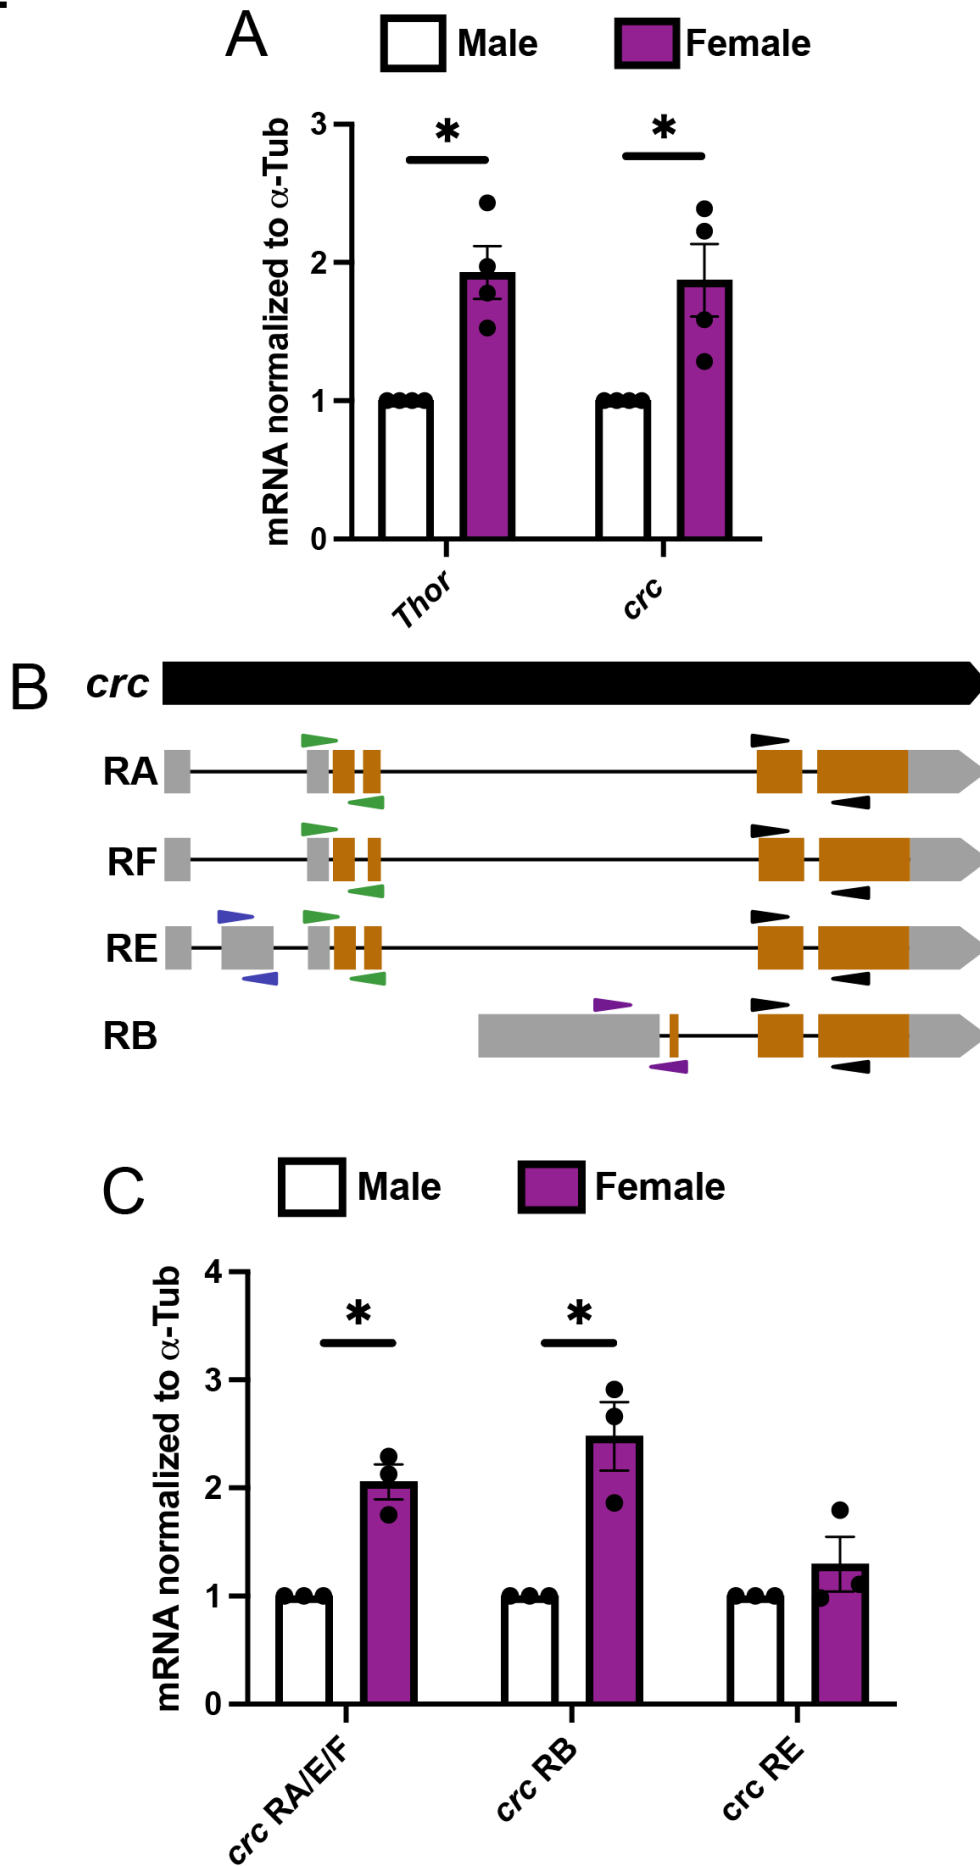 A
Male
Female
mRNA normalized to α-Tub
3
2
1
0
*
*
Thor
crc
B
crc
RA
RF
RE
RB
C
Male
Female
mRNA normalized to α-Tub
4
3
2
1
0
*
*
crc RA/E/F
crc RB
crc RE